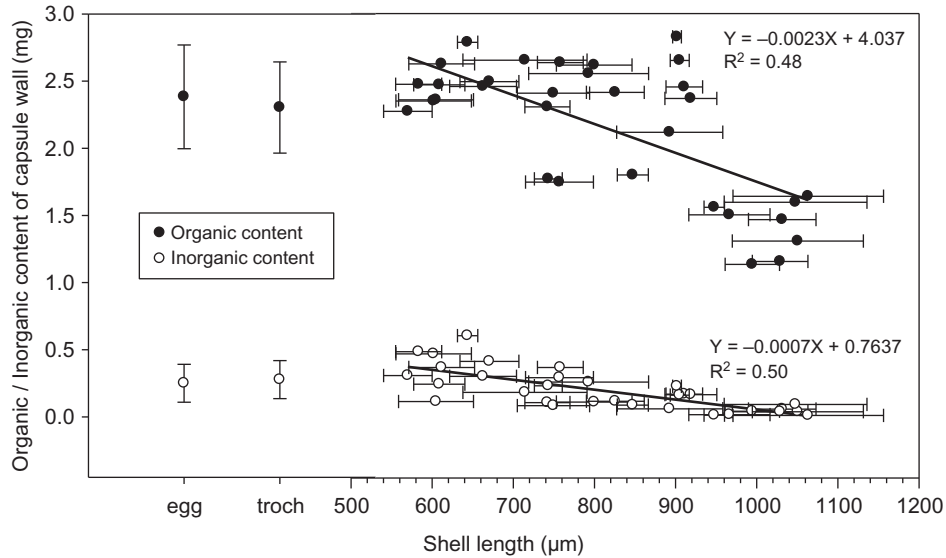 Organic / Inorganic content of capsule wall (mg)
3.0
2.5
2.0
1.5
1.0
0.5
0.0
Y = –0.0023X + 4.037
R² = 0.48
Organic content
Inorganic content
Y = –0.0007X + 0.7637
R² = 0.50
egg troch 500 600 700 800 900 1000 1100 1200
Shell length (µm)